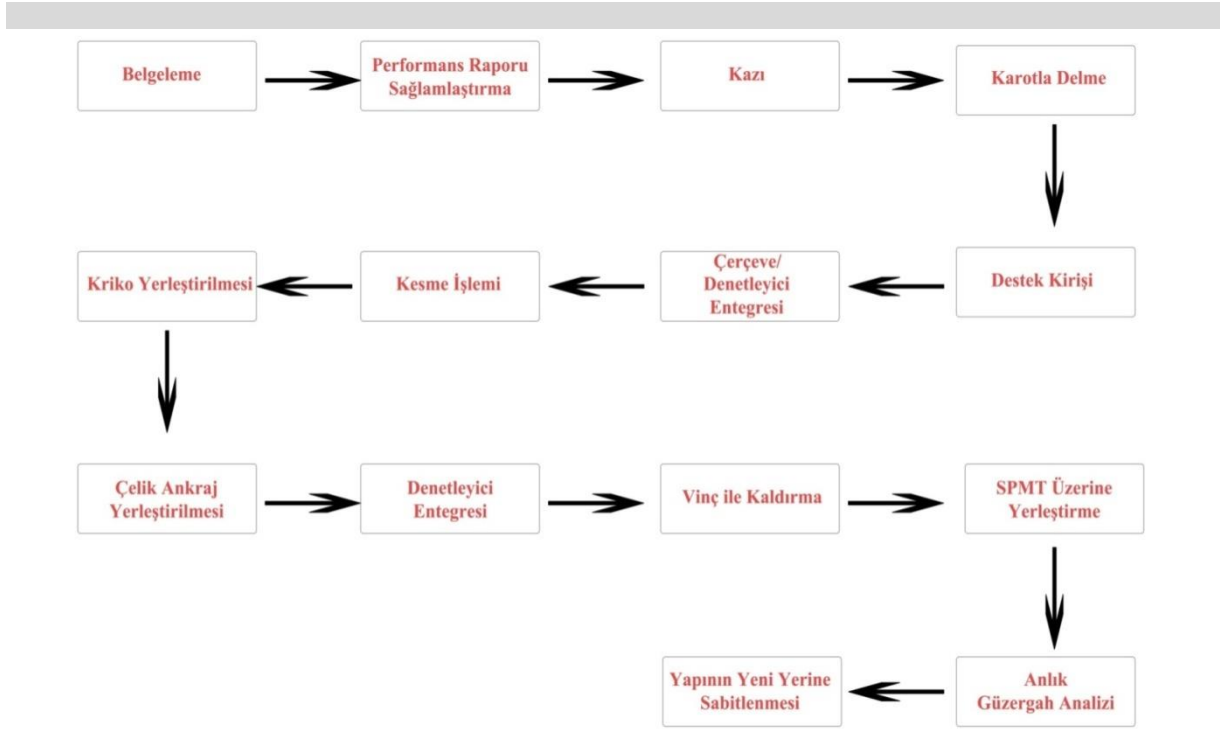 Belgeleme
Performans Raporu
Sağlamlaştırma
Kazı
Karotla Delme
Destek Kirişi
Çerçeve/
Denetleyici
Entegresi
Kesme İşlemi
Kriko Yerleştirilmesi
Çelik Ankraj
Yerleştirilmesi
Denetleyici
Entegresi
Vinç ile Kaldırma
SPMT Üzerine
Yerleştirme
Anlık
Güzergah Analizi
Yapının Yeni Yerine
Sabitlenmesi